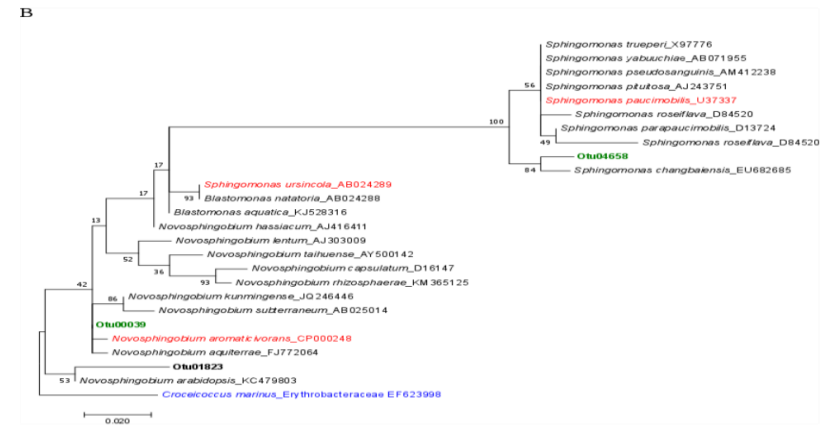 B
Sphingomonas trueperi_X97776
Sphingomonas yabuuchiae_AB071955
Sphingomonas pseudosanguinis_AM412238
56
Sphingomonas pituitosa_AJ243751
Sphingomonas paucimobilis_U37337
Sphingomonas roseiflava_D84520
100
Sphingomonas parapaucimobilis_D13724
49
Sphingomonas roseiflava_D84520
Otu04658
84
Sphingomonas changbaiensis_EU682685
17
Sphingomonas ursincola_AB024289
17
93
Blastomonas natatoria_AB024288
Blastomonas aquatica_KJ528316
13
Novosphingobium hassiacum_AJ416411
Novosphingobium lentum_AJ303009
52
Novosphingobium taihuense_AY500142
36
Novosphingobium capsulatum_D16147
93
Novosphingobium rhizosphaerae_KM365125
42
86
Novosphingobium kunmingense_JQ246446
Novosphingobium subterraneum_AB025014
Otu00039
Novosphingobium aromaticivorans_CP000248
Novosphingobium aquiterrae_FJ772064
Otu01823
53
Novosphingobium arabidopsis_KC479803
Croceicoccus marinus_Erythrobacteraceae EF623998
0.020